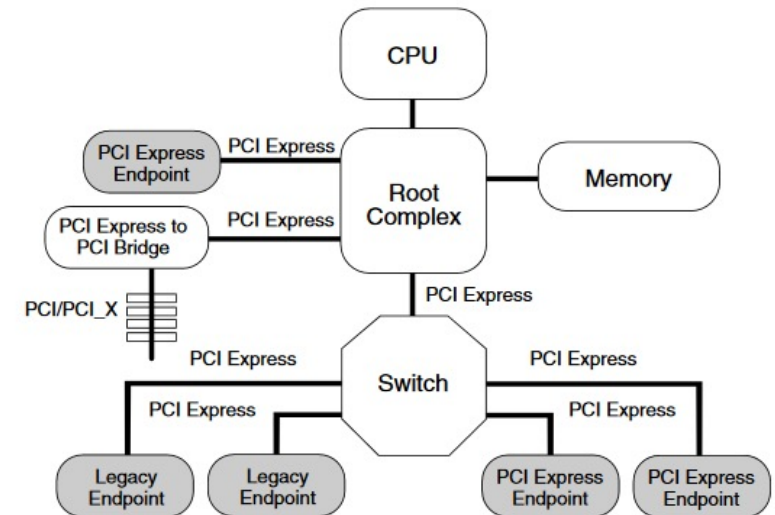 CPU
PCI Express
PCI Express
Endpoint
Root
Complex
Memory
PCI Express
PCI Express to
PCI Bridge
PCI/PCI_X
PCI Express
PCI Express
PCI Express
Switch
PCI Express
PCI Express
Legacy
Endpoint
Legacy
Endpoint
PCI Express
Endpoint
PCI Express
Endpoint